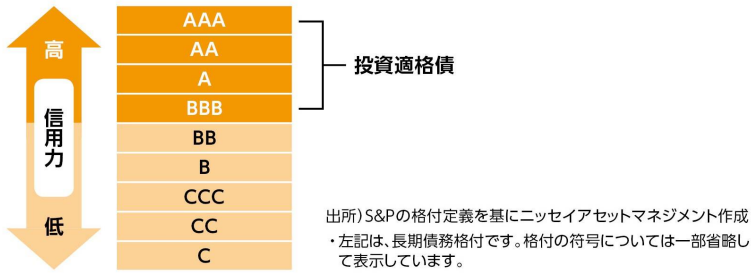 高
信用力
低
AAA
AA
A
BBB
BB
B
CCC
CC
C
投資適格債
出所)S&Pの格付定義を基にニッセイアセットマネジメント作成
・左記は、長期債務格付です。格付の符号については一部省略し
て表示しています。